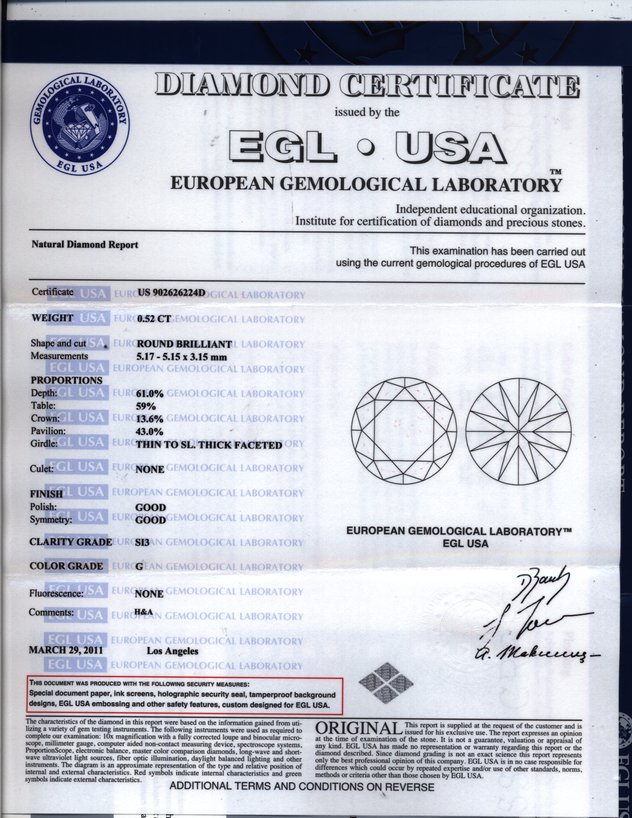 GEMOLOGICAL LABORATORY
EGL USA
DIAMOND CERTIFICATE
issued by the
EGL • USA
EUROPEAN GEMOLOGICAL LABORATORY™
Independent educational organization.
Institute for certification of diamonds and precious stones.
Natural Diamond Report
This examination has been carried out
using the current gemological procedures of EGL USA
Certificate US 902626224D
WEIGHT 0.52 CT
Shape and cut ROUND BRILLIANT
Measurements 5.17 - 5.15 x 3.15 mm
PROPORTIONS
Depth: 61.0%
Table: 59%
Crown: 13.6%
Pavilion: 43.0%
Girdle: THIN TO SL. THICK FACETED
Culet: NONE
FINISH
Polish: GOOD
Symmetry: GOOD
CLARITY GRADE SI3
COLOR GRADE G
Fluorescence: NONE
Comments: H&A
MARCH 29, 2011 Los Angeles
EUROPEAN GEMOLOGICAL LABORATORY™
EGL USA
THIS DOCUMENT WAS PRODUCED WITH THE FOLLOWING SECURITY MEASURES:
Special document paper, ink screens, holographic security seal, tamperproof background
designs, EGL USA embossing and other safety features, custom designed for EGL USA.
The characteristics of the diamond in this report were based on the information gained from uti-
lizing a variety of gem testing instruments. The following instruments were used as required to
complete our examination: 10x magnification with a fully corrected loupe and binocular micro-
scope, millimeter gauge, computer aided non-contact measuring device, spectroscope systems,
ProportionScope, electronic balance, master color comparison diamonds, long-wave and short-
wave ultraviolet light sources, fiber optic illumination, daylight balanced lighting and other
instruments. The diagram is an approximate representation of the type and relative position of
internal and external characteristics. Red symbols indicate internal characteristics and green
symbols indicate external characteristics.
ORIGINAL This report is supplied at the request of the customer and is
issued for his exclusive use. The report expresses an opinion
at the time of examination of the stone. It is not a guarantee, valuation or appraisal of
any kind. EGL USA has made no representation or warranty regarding this report or the
diamond described. Since diamond grading is not an exact science this report represents
only the best professional opinion of this company. EGL USA is in no case responsible for
differences which could occur by repeated expertise and/or use of other standards, norms,
methods or criteria other than those chosen by EGL USA.
ADDITIONAL TERMS AND CONDITIONS ON REVERSE